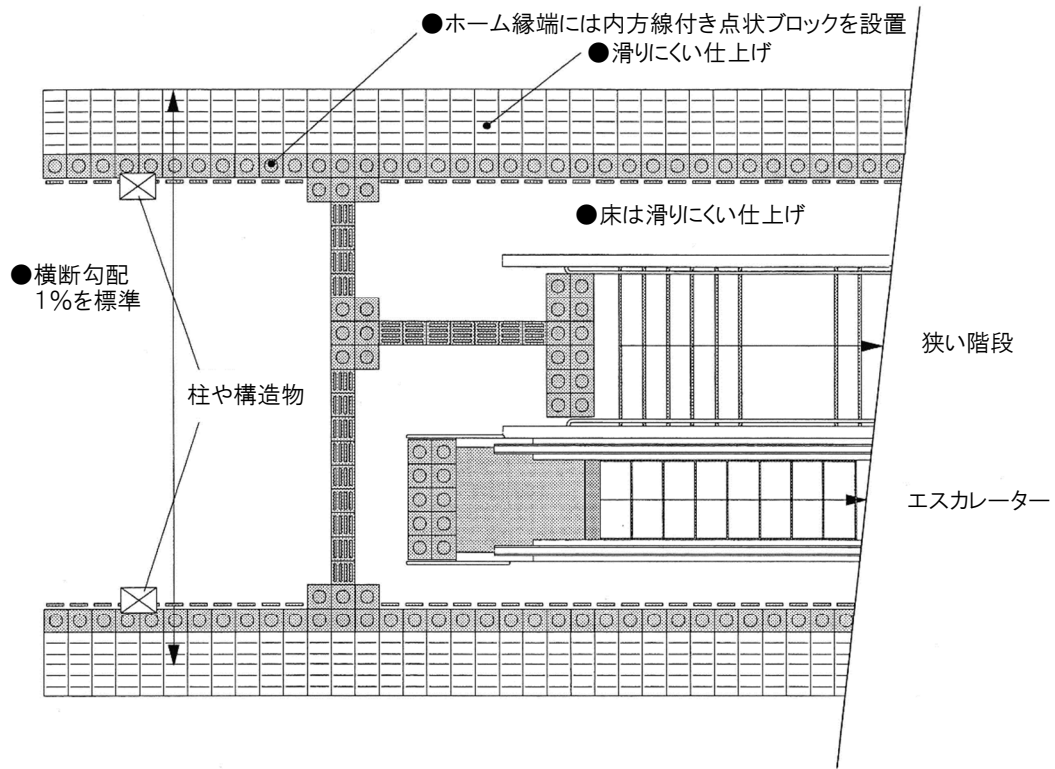 ●ホーム縁端には内方線付き点状ブロックを設置
●滑りにくい仕上げ
●床は滑りにくい仕上げ
●横断勾配
1％を標準
狭い階段
柱や構造物
エスカレーター